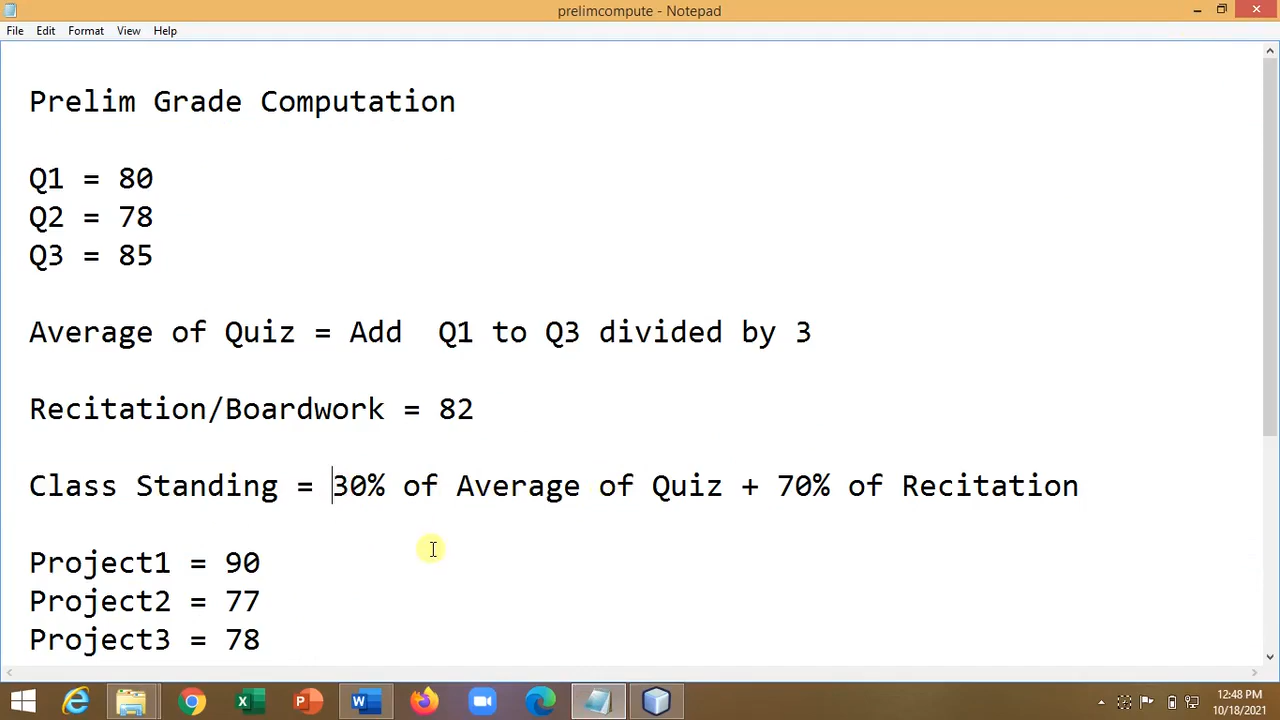 prelimcompute - Notepad
File Edit Format View Help
Prelim Grade Computation
Q1 = 80
Q2 = 78
Q3 = 85
Average of Quiz = Add  Q1 to Q3 divided by 3
Recitation/Boardwork = 82
Class Standing = 30% of Average of Quiz + 70% of Recitation
Project1 = 90
Project2 = 77
Project3 = 78
12:48 PM
10/18/2021